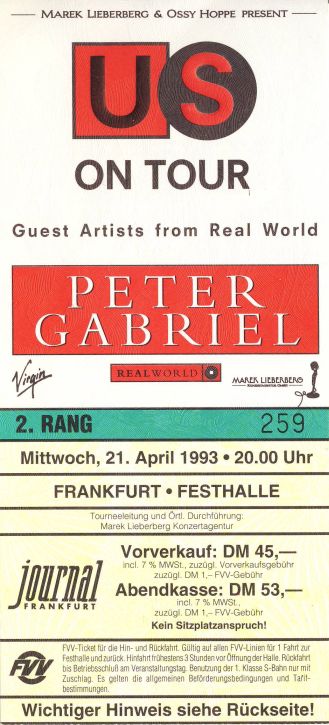 MAREK LIEBERBERG & OSSY HOPPE PRESENT
US
ON TOUR
Guest Artists from Real World
PETER
GABRIEL
Virgin
REALWORLD
MAREK LIEBERBERG
KONZERTAGENTUR GMBH
2. RANG 259
Mittwoch, 21. April 1993 • 20.00 Uhr
FRANKFURT • FESTHALLE
Tourneeleitung und Örtl. Durchführung:
Marek Lieberberg Konzertagentur
journal
FRANKFURT
Vorverkauf: DM 45,—
incl. 7 % MWSt., zuzügl. Vorverkaufsgebühr
zuzügl. DM 1,– FVV-Gebühr
Abendkasse: DM 53,—
incl. 7 % MWSt.,
zuzügl. DM 1,– FVV-Gebühr
Kein Sitzplatzanspruch!
FVV
FVV-Ticket für die Hin- und Rückfahrt. Gültig auf allen FVV-Linien für 1 Fahrt zur
Festhalle und zurück. Hinfahrt frühestens 3 Stunden vor Öffnung der Halle. Rückfahrt
bis Betriebsschluß am Veranstaltungstag. Benutzung der 1. Klasse S-Bahn nur mit
Zuschlag. Es gelten die allgemeinen Beförderungsbedingungen und Tarif-
bestimmungen.
Wichtiger Hinweis siehe Rückseite!